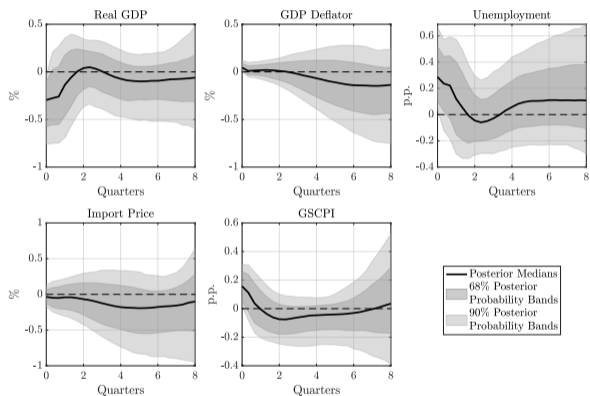 Real GDP
0.5
0
-0.5
-1
%
0 2 4 6 8
Quarters
GDP Deflator
0.5
0
-0.5
-1
%
0 2 4 6 8
Quarters
Unemployment
0.6
0.4
0.2
0
-0.2
-0.4
p.p.
0 2 4 6 8
Quarters
Import Price
1
0.5
0
-0.5
-1
%
0 2 4 6 8
Quarters
GSCPI
0.6
0.4
0.2
0
-0.2
-0.4
p.p.
0 2 4 6 8
Quarters
Posterior Medians
68% Posterior
Probability Bands
90% Posterior
Probability Bands